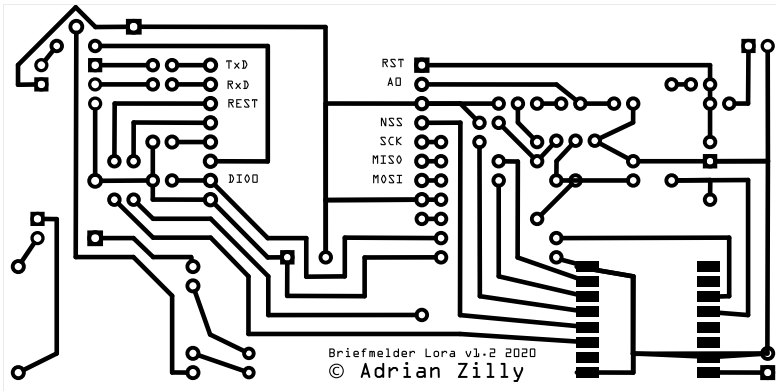 TxD
RxD
REST
DIO0
RST
A0
NSS
SCK
MISO
MOSI
Briefmelder Lora v1.2 2020
© Adrian Zilly